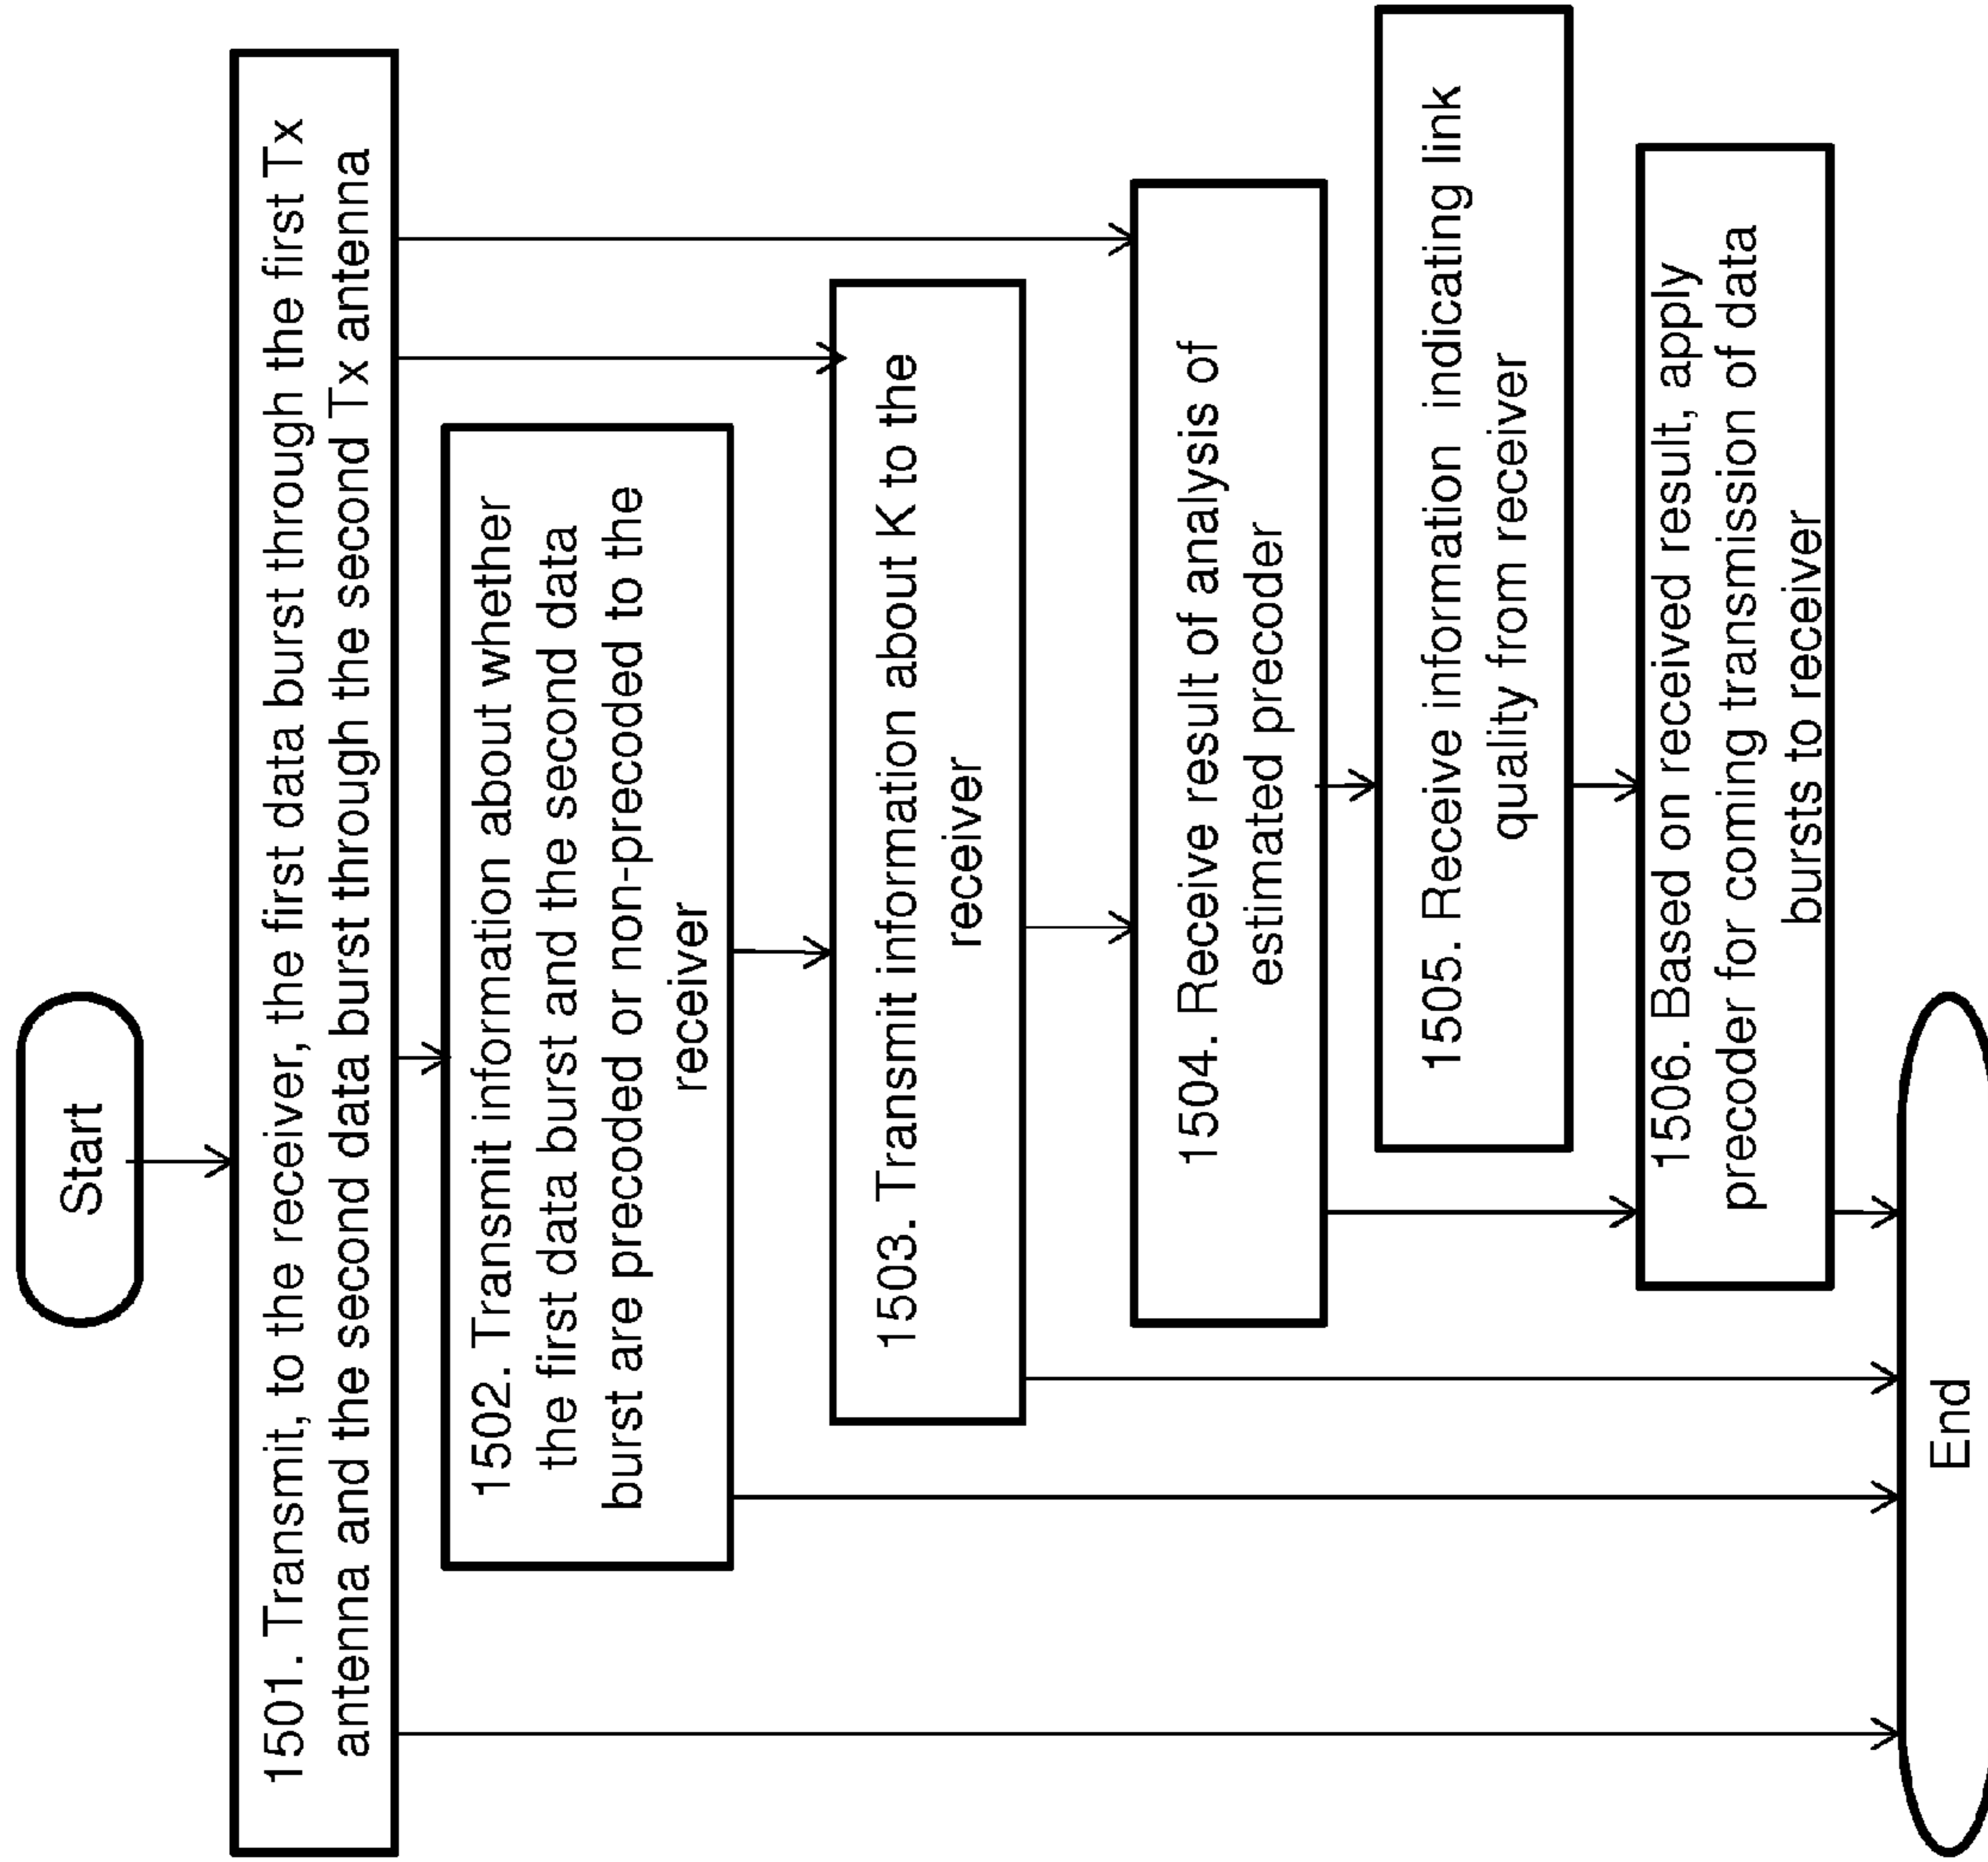 Start
1501. Transmit, to the receiver, the first data burst through the first Tx
antenna and the second data burst through the second Tx antenna
1502. Transmit information about whether
the first data burst and the second data
burst are precoded or non-precoded to the
receiver
1503. Transmit information about K to the
receiver
1504. Receive result of analysis of
estimated precoder
1505. Receive information indicating link
quality from receiver
1506. Based on received result, apply
precoder for coming transmission of data
bursts to receiver
End